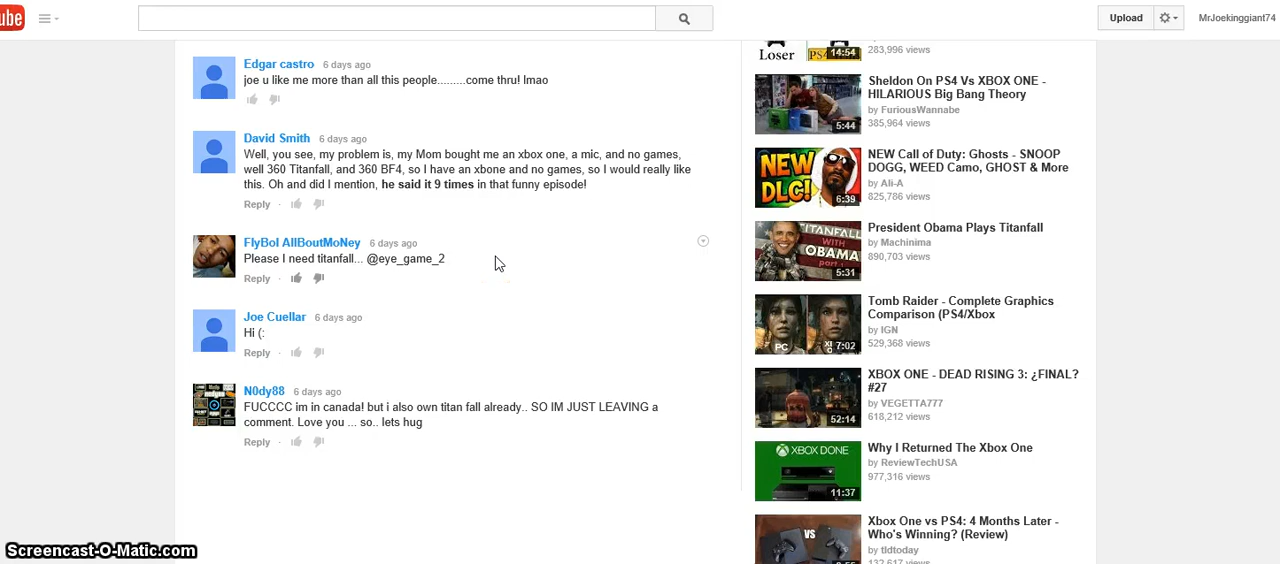 ube
Upload
MrJoekinggiant74
Edgar castro 6 days ago
joe u like me more than all this people.........come thru! lmao
David Smith 6 days ago
Well, you see, my problem is, my Mom bought me an xbox one, a mic, and no games,
well 360 Titanfall, and 360 BF4, so I have an xbone and no games, so I would really like
this. Oh and did I mention, he said it 9 times in that funny episode!
Reply ·
FlyBoI AllBoutMoNey 6 days ago
Please I need titanfall... @eye_game_2
Reply ·
Joe Cuellar 6 days ago
Hi (:
Reply ·
N0dy88 6 days ago
FUCCCC im in canada! but i also own titan fall already.. SO IM JUST LEAVING a
comment. Love you ... so.. lets hug
Reply ·
Loser PS4 14:54
283,996 views
5:44
Sheldon On PS4 Vs XBOX ONE -
HILARIOUS Big Bang Theory
by FuriousWannabe
385,964 views
NEW
DLC!
6:39
NEW Call of Duty: Ghosts - SNOOP
DOGG, WEED Camo, GHOST & More
by Ali-A
825,786 views
TITANFALL
WITH
OBAMA
part 1
5:31
President Obama Plays Titanfall
by Machinima
890,703 views
PC
7:02
Tomb Raider - Complete Graphics
Comparison (PS4/Xbox
by IGN
529,368 views
52:14
XBOX ONE - DEAD RISING 3: ¿FINAL?
#27
by VEGETTA777
618,212 views
XBOX DONE
11:37
Why I Returned The Xbox One
by ReviewTechUSA
977,316 views
VS
Xbox One vs PS4: 4 Months Later -
Who's Winning? (Review)
by tldtoday
132,617 views
Screencast-O-Matic.com